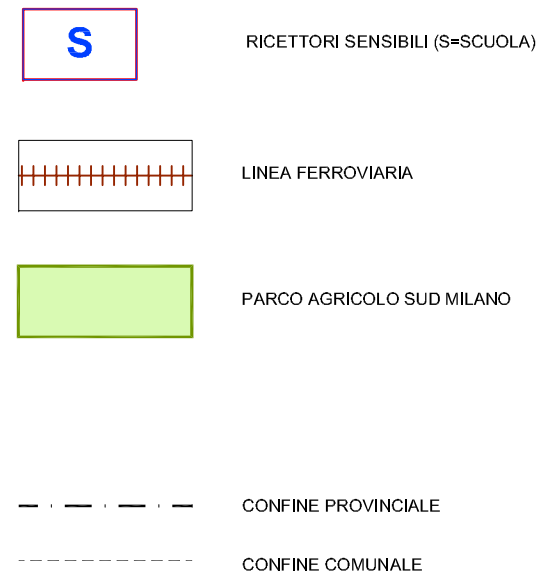 S RICETTORI SENSIBILI (S=SCUOLA)
LINEA FERROVIARIA
PARCO AGRICOLO SUD MILANO
CONFINE PROVINCIALE
CONFINE COMUNALE